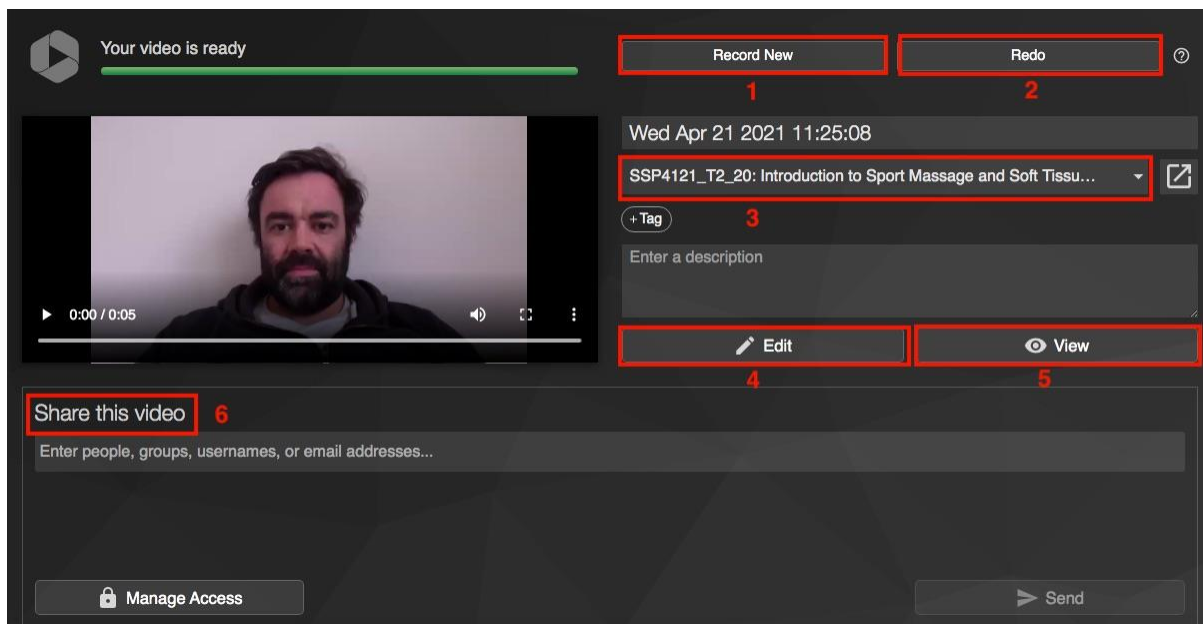 Your video is ready
Record New
Redo
1
2
Wed Apr 21 2021 11:25:08
SSP4121_T2_20: Introduction to Sport Massage and Soft Tissu...
3
+ Tag
Enter a description
0:00 / 0:05
Edit
View
4
5
Share this video 6
Enter people, groups, usernames, or email addresses...
Manage Access
Send